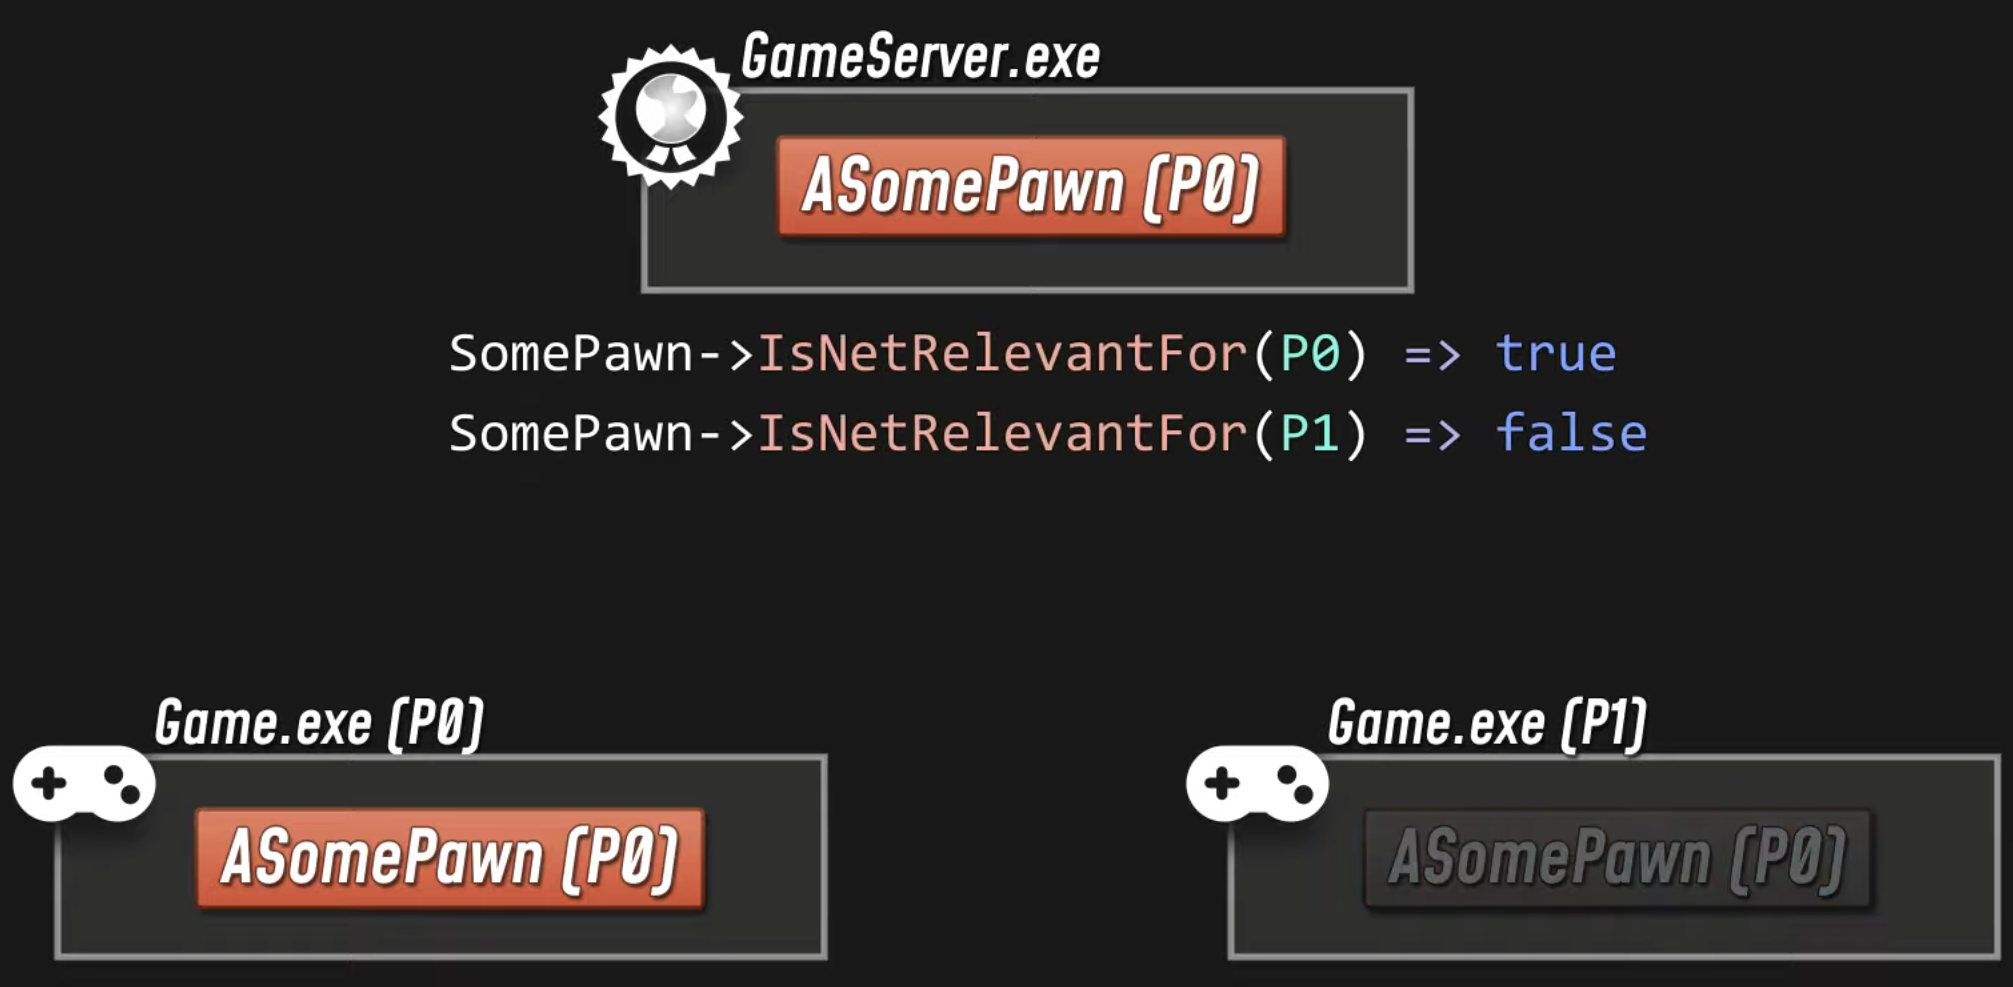 GameServer.exe
ASomePawn (P0)
SomePawn->IsNetRelevantFor(P0) => true
SomePawn->IsNetRelevantFor(P1) => false
Game.exe (P0)
ASomePawn (P0)
Game.exe (P1)
ASomePawn (P0)